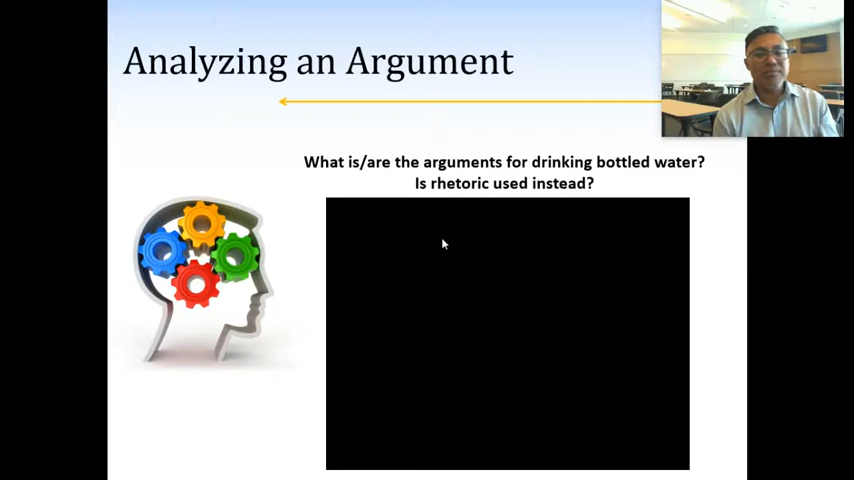 Analyzing an Argument
What is/are the arguments for drinking bottled water?
Is rhetoric used instead?